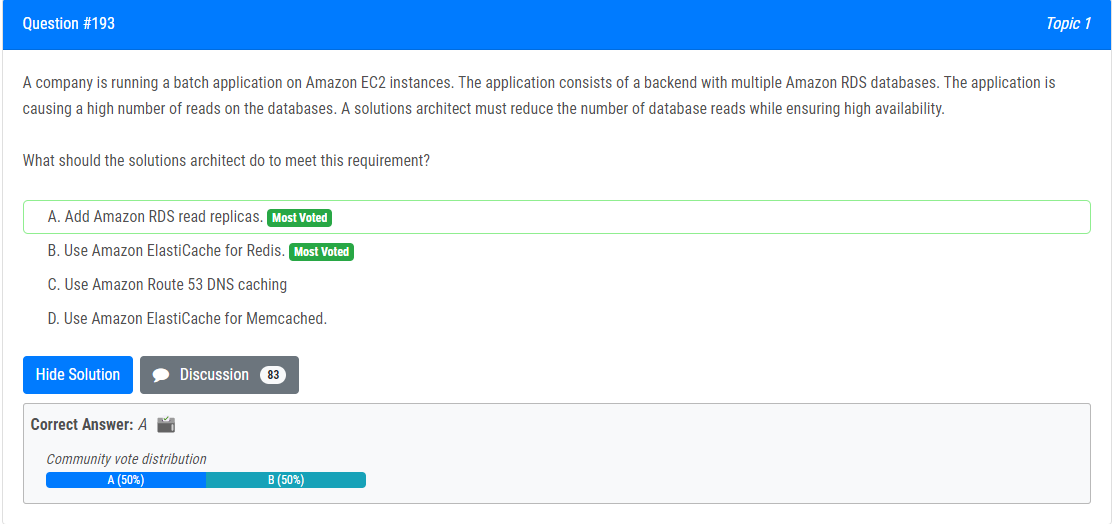 Question #193
Topic 1
A company is running a batch application on Amazon EC2 instances. The application consists of a backend with multiple Amazon RDS databases. The application is
causing a high number of reads on the databases. A solutions architect must reduce the number of database reads while ensuring high availability.
What should the solutions architect do to meet this requirement?
A. Add Amazon RDS read replicas. Most Voted
B. Use Amazon ElastiCache for Redis. Most Voted
C. Use Amazon Route 53 DNS caching
D. Use Amazon ElastiCache for Memcached.
Hide Solution Discussion 83
Correct Answer: A
Community vote distribution
A (50%) B (50%)